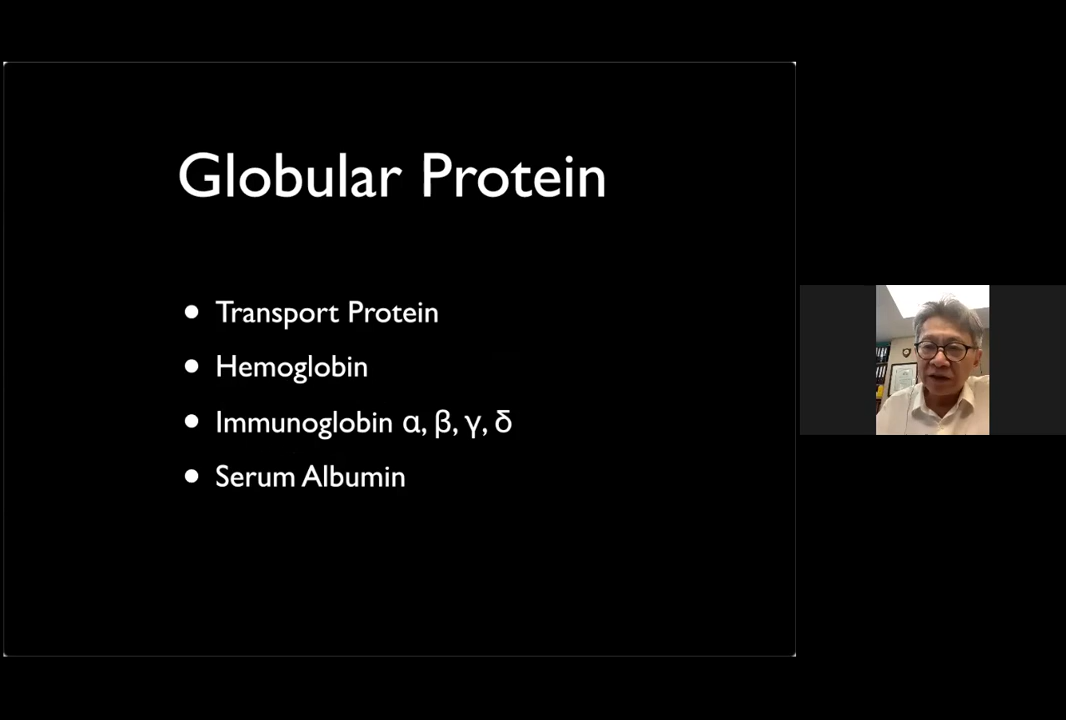 Globular Protein
Transport Protein
Hemoglobin
Immunoglobin α, β, γ, δ
Serum Albumin